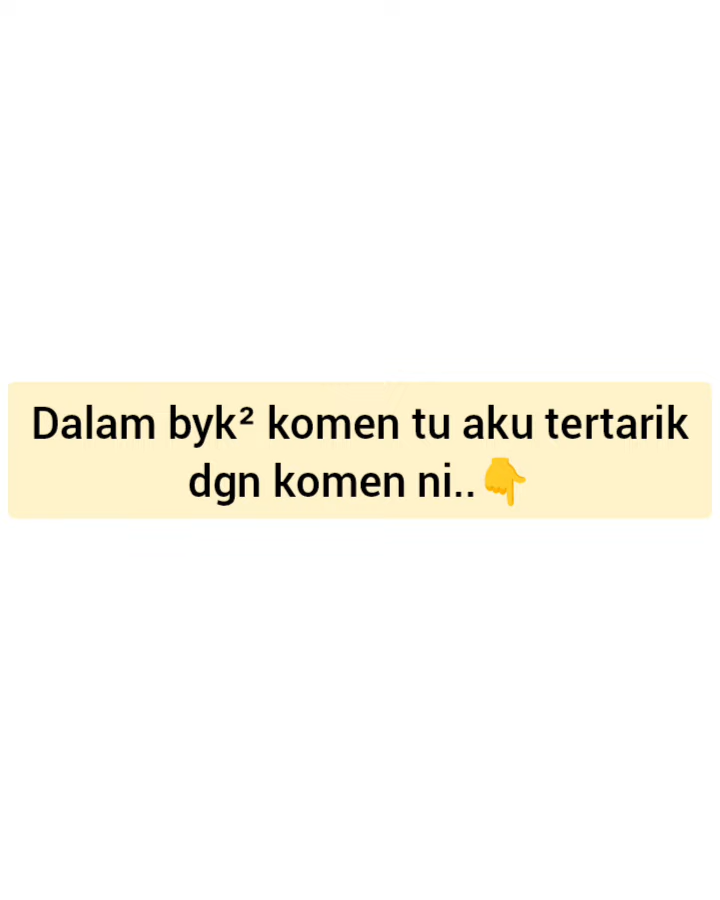 Dalam byk² komen tu aku tertarik
dgn komen ni..👇